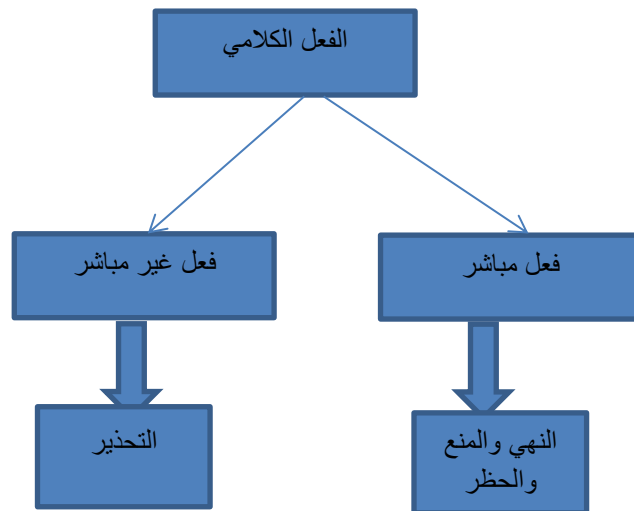 الفعل الكلامي
فعل مباشر
فعل غير مباشر
النهي والمنع
والحظر
التحذير